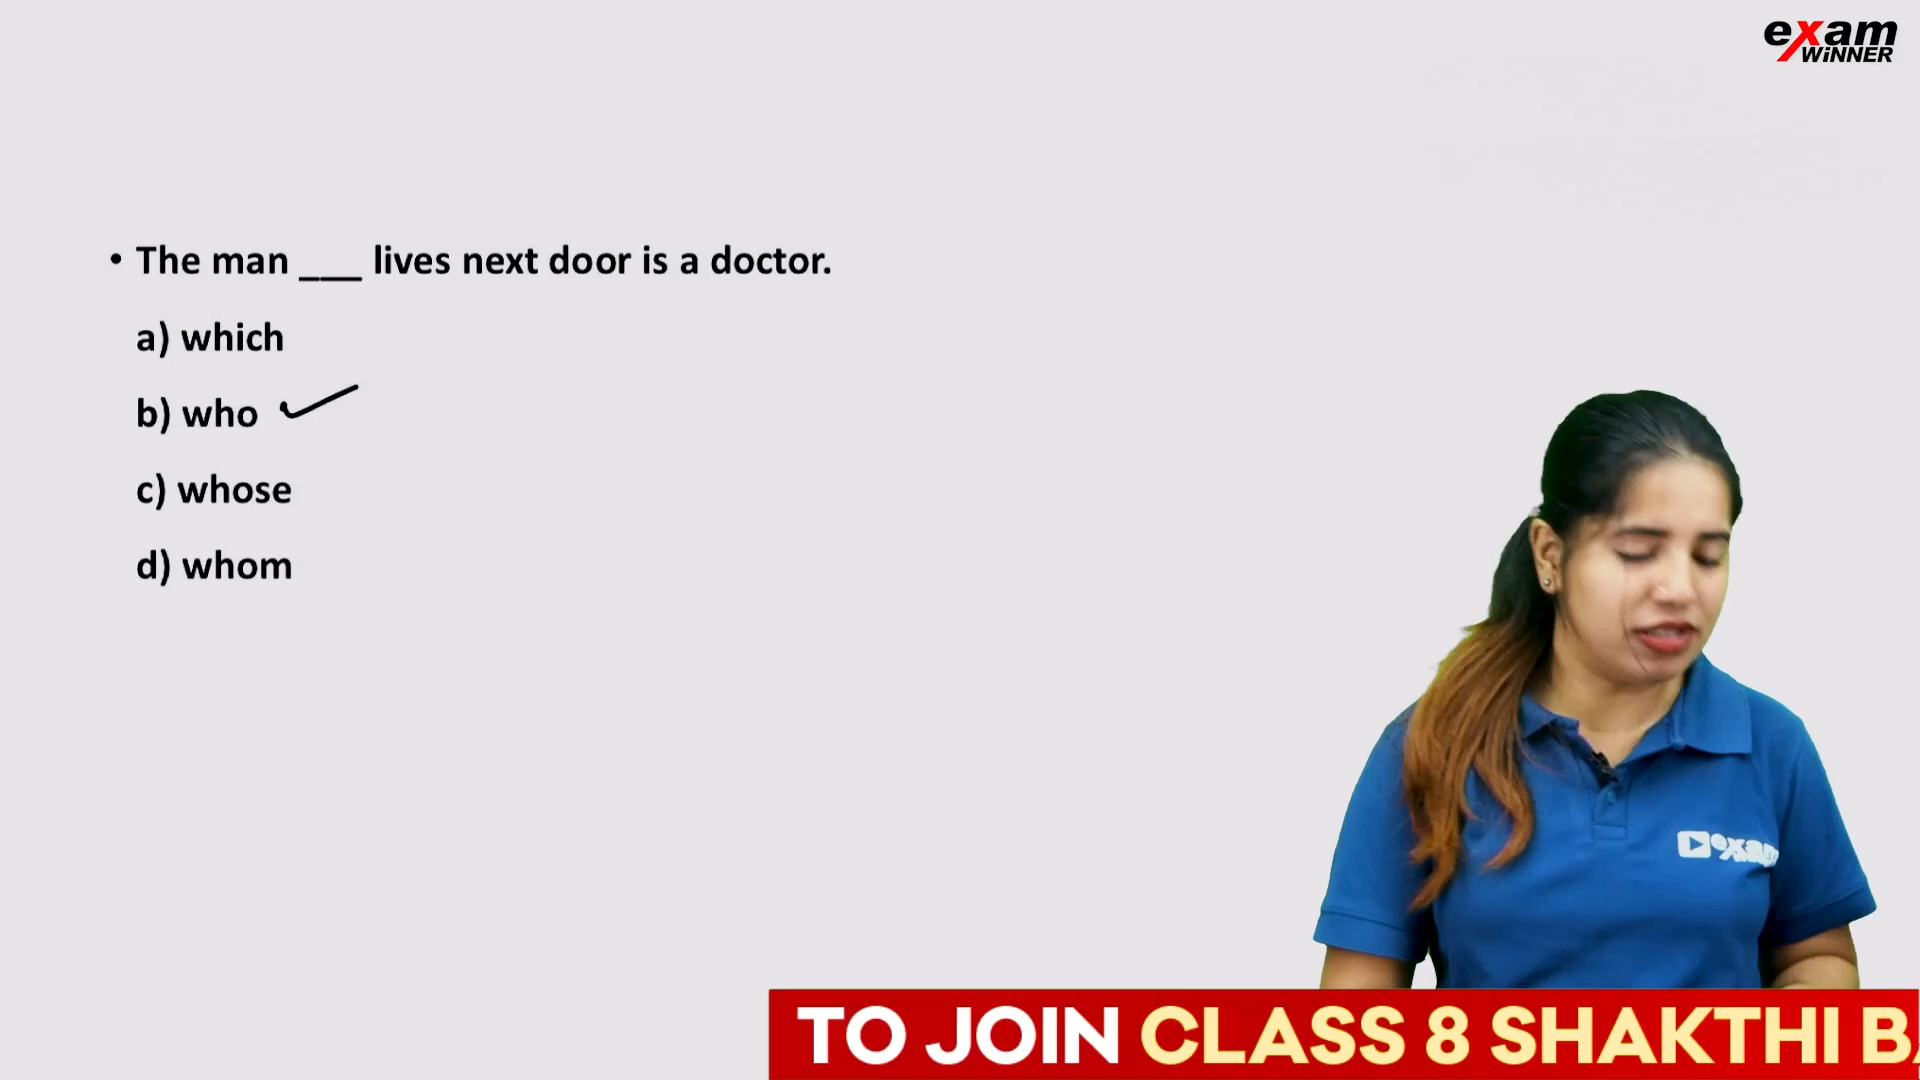 exam
WiNNER
• The man ___ lives next door is a doctor.
a) which
b) who
c) whose
d) whom
exam
TO JOIN CLASS 8 SHAKTHI